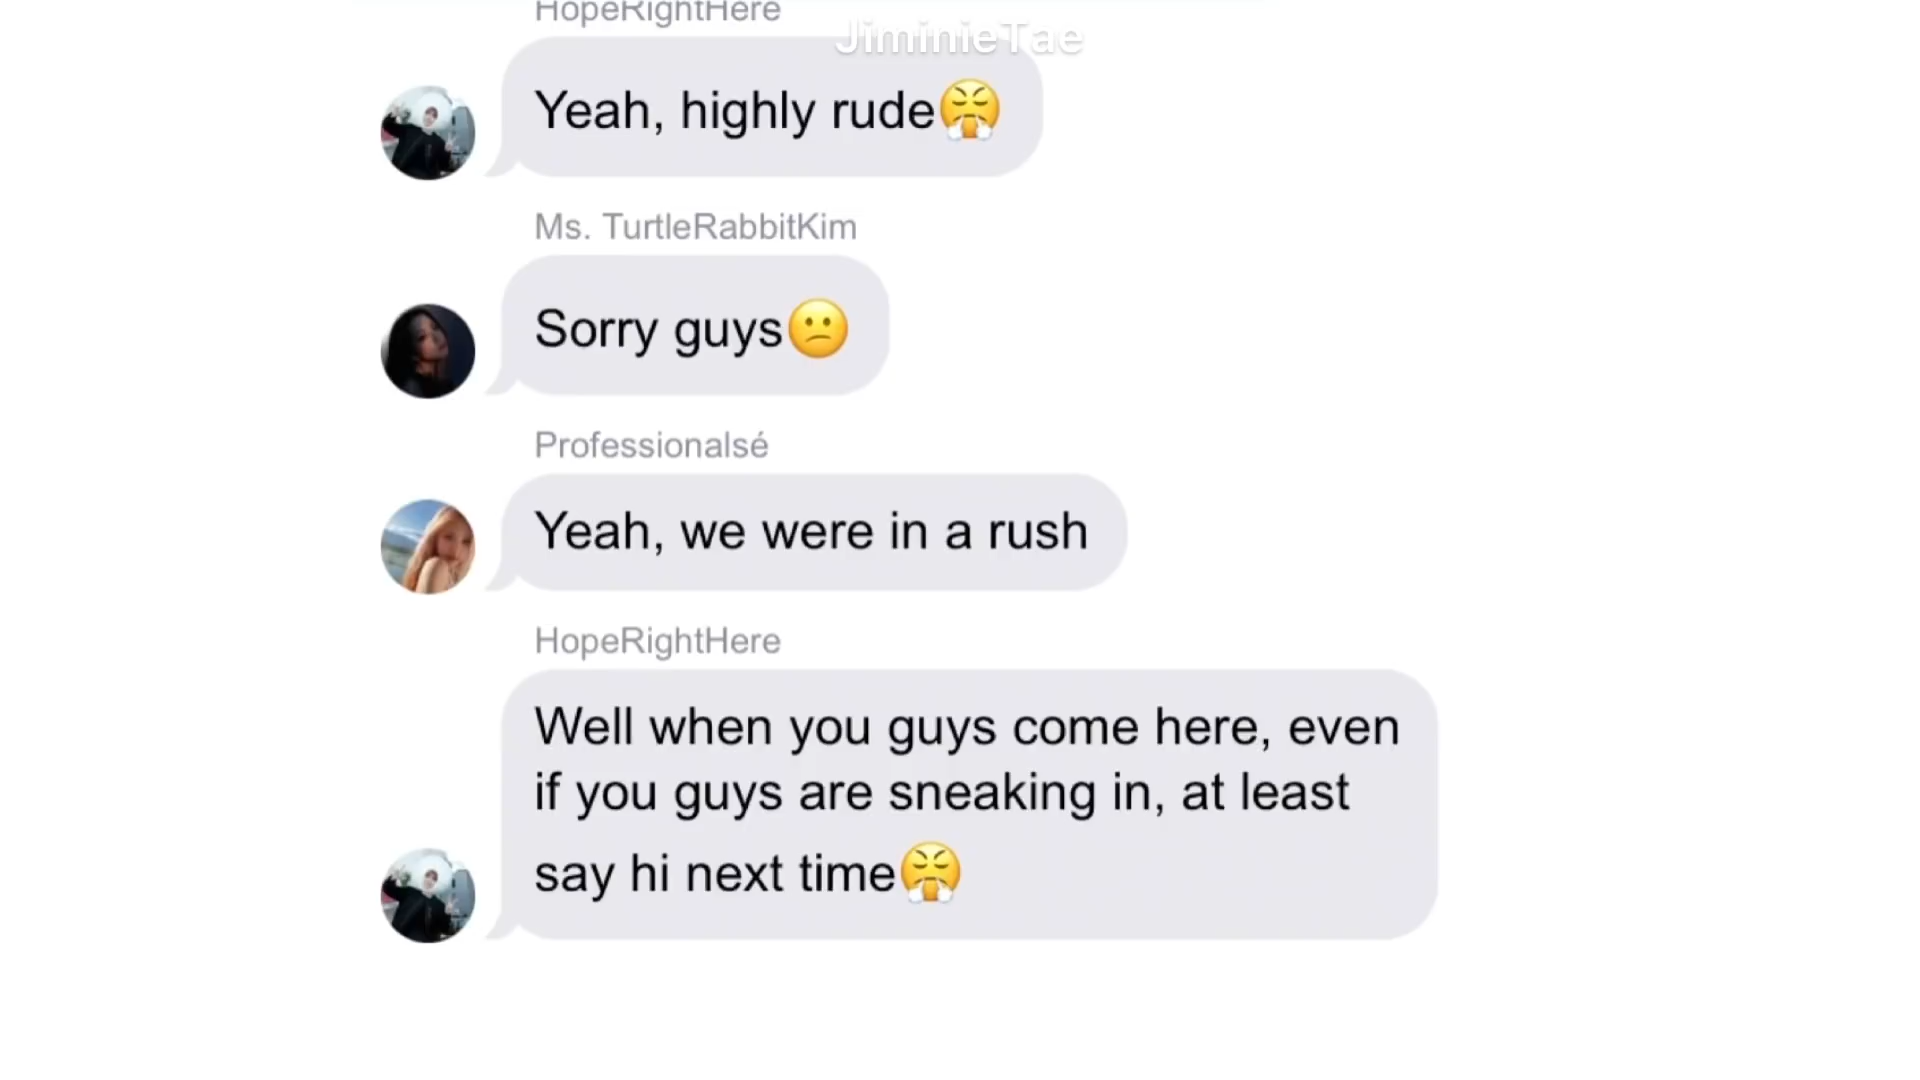 HopeRightHere
JiminieTae
Yeah, highly rude😤
Ms. TurtleRabbitKim
Sorry guys😕
Professionalsé
Yeah, we were in a rush
HopeRightHere
Well when you guys come here, even
if you guys are sneaking in, at least
say hi next time😤